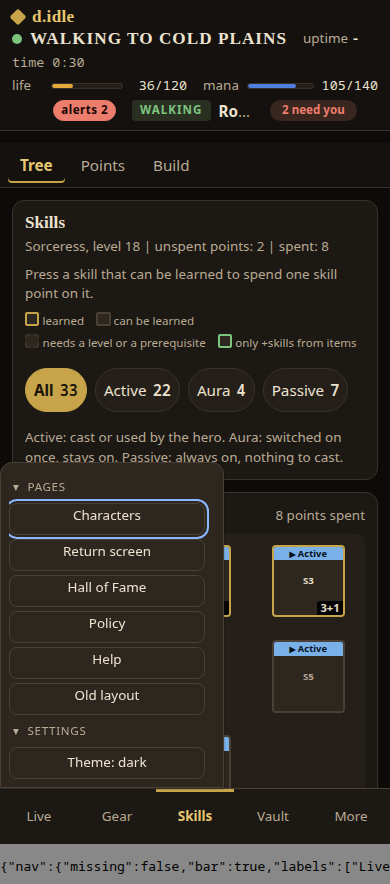 d.idle
WALKING TO COLD PLAINS uptime -
time 0:30
life 36/120 mana 105/140
alerts 2 WALKING Ro... 2 need you
Tree Points Build
Skills
Sorceress, level 18 | unspent points: 2 | spent: 8
Press a skill that can be learned to spend one skill
point on it.
learned can be learned
needs a level or a prerequisite only +skills from items
All 33 Active 22 Aura 4 Passive 7
Active: cast or used by the hero. Aura: switched on
once, stays on. Passive: always on, nothing to cast.
8 points spent
▶ Active
S3
3+1
▶ Active
S5
▼ PAGES
Characters
Return screen
Hall of Fame
Policy
Help
Old layout
▼ SETTINGS
Theme: dark
Live Gear Skills Vault More
{"nav":{"missing":false,"bar":true,"labels":["Live